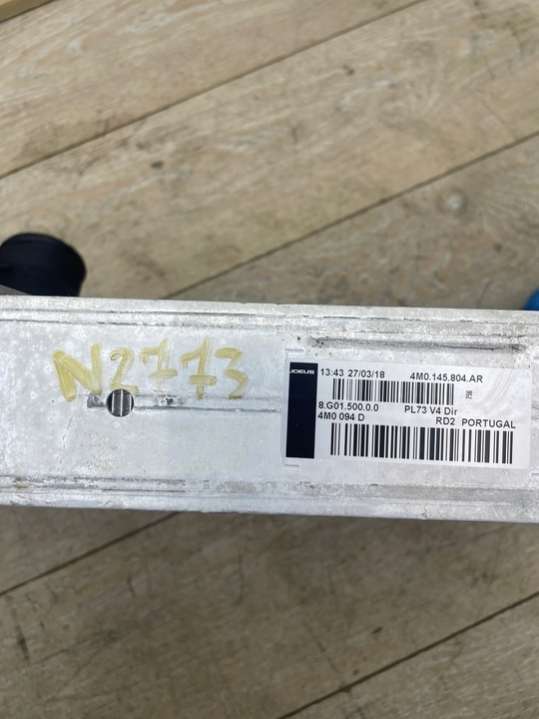 N2773
13:43 27/03/18 4M0.145.804.AR
8.G01.500.0.0 PL73 V4 Dir
4M0 094 D RD2 PORTUGAL